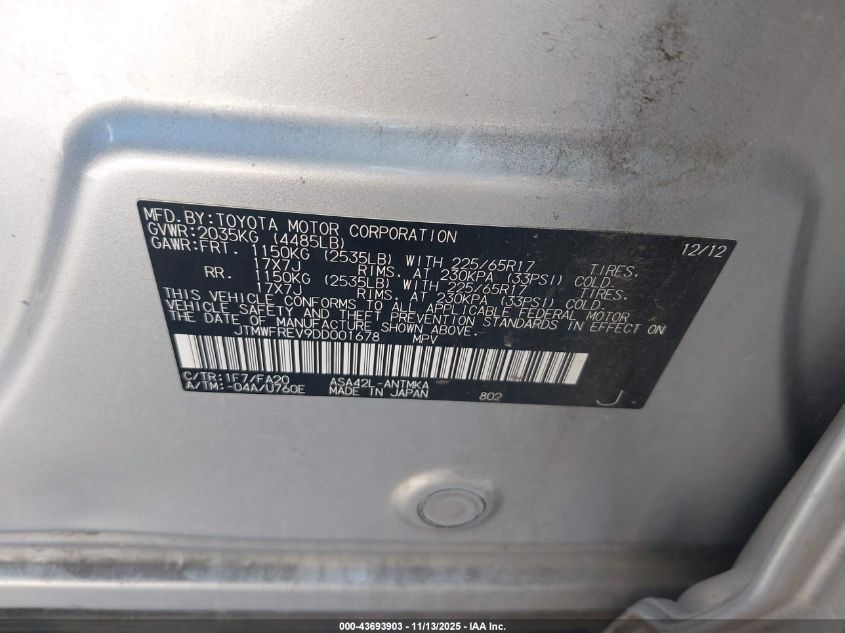 MFD.BY:TOYOTA MOTOR CORPORATION 12/12
GVWR:2035KG (4485LB)
GAWR:FRT. 1150KG (2535LB) WITH 225/65R17 TIRES.
17X7J RIMS. AT 230KPA (33PSI) COLD.
RR. 1150KG (2535LB) WITH 225/65R17 TIRES.
17X7J RIMS. AT 230KPA (33PSI) COLD.
THIS VEHICLE CONFORMS TO ALL APPLICABLE FEDERAL MOTOR
VEHICLE SAFETY AND THEFT PREVENTION STANDARDS IN EFFECT ON
THE DATE OF MANUFACTURE SHOWN ABOVE.
JTMWFREV9DD001678 MPV
C/TR:1F7/FA20 ASA42L-ANTMKA
A/TM:-04A/U760E MADE IN JAPAN 802 J
000-43693903 - 11/13/2025 - IAA Inc.